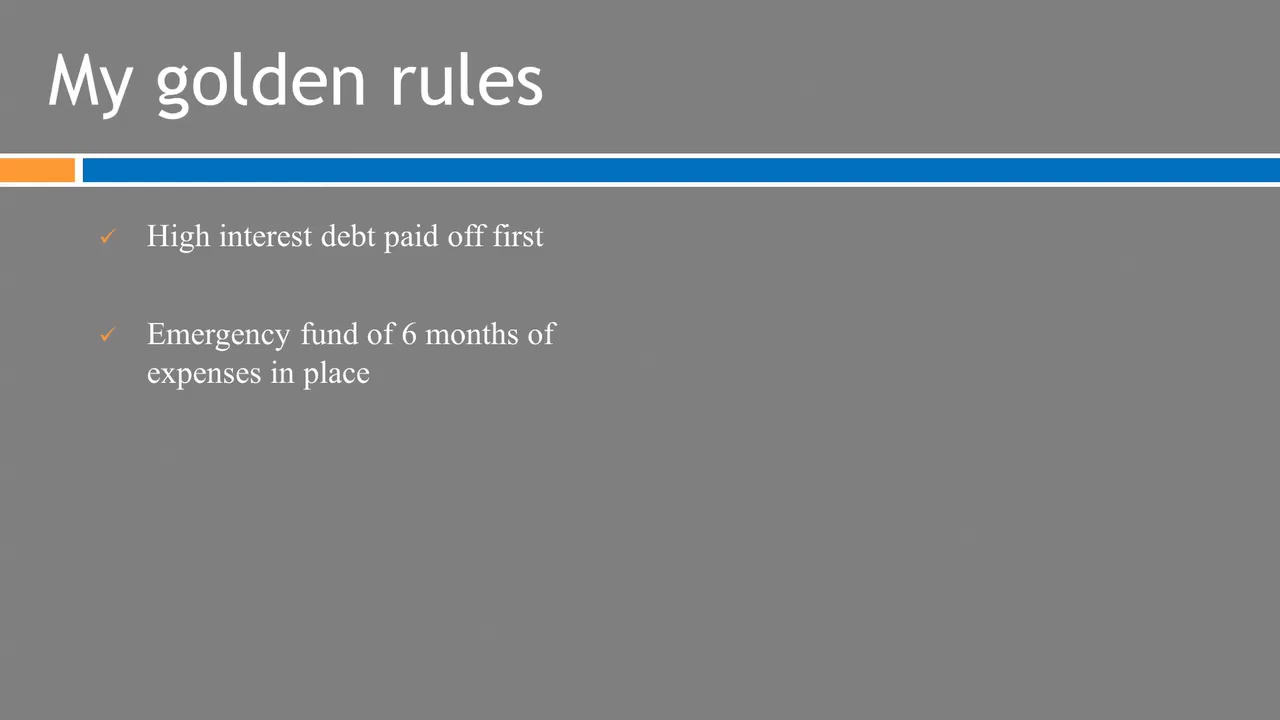 My golden rules
High interest debt paid off first
Emergency fund of 6 months of
expenses in place